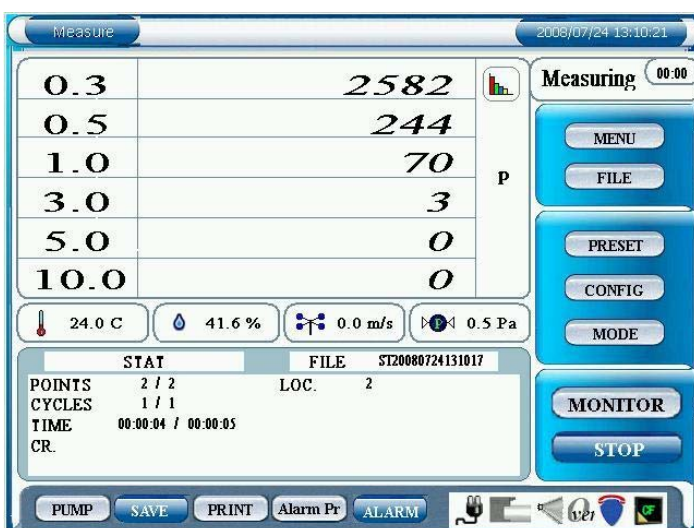 Measure 2008/07/24 13:10:21
0.3 2582
0.5 244
1.0 70
3.0 3
5.0 0
10.0 0
P
Measuring 00:00
MENU
FILE
PRESET
CONFIG
MODE
24.0 C 41.6 % 0.0 m/s P 0.5 Pa
STAT FILE ST20080724131017
POINTS 2 / 2 LOC. 2
CYCLES 1 / 1
TIME 00:00:04 / 00:00:05
CR.
MONITOR
STOP
PUMP SAVE PRINT Alarm Pr ALARM Over CF